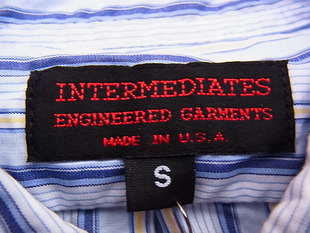 INTERMEDIATES
ENGINEERED GARMENTS
MADE IN U.S.A
S